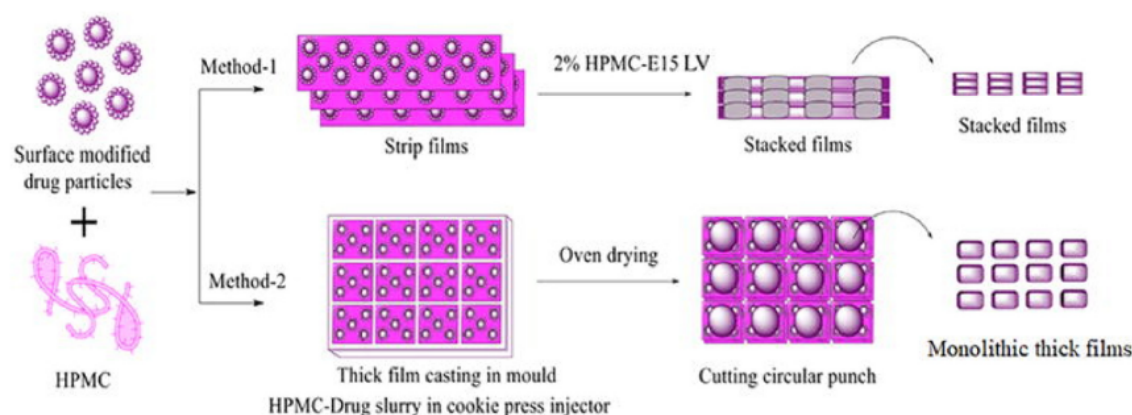 Surface modified
drug particles
+
HPMC
Method-1
Strip films
2% HPMC-E15 LV
Stacked films
Stacked films
Method-2
Thick film casting in mould
HPMC-Drug slurry in cookie press injector
Oven drying
Cutting circular punch
Monolithic thick films